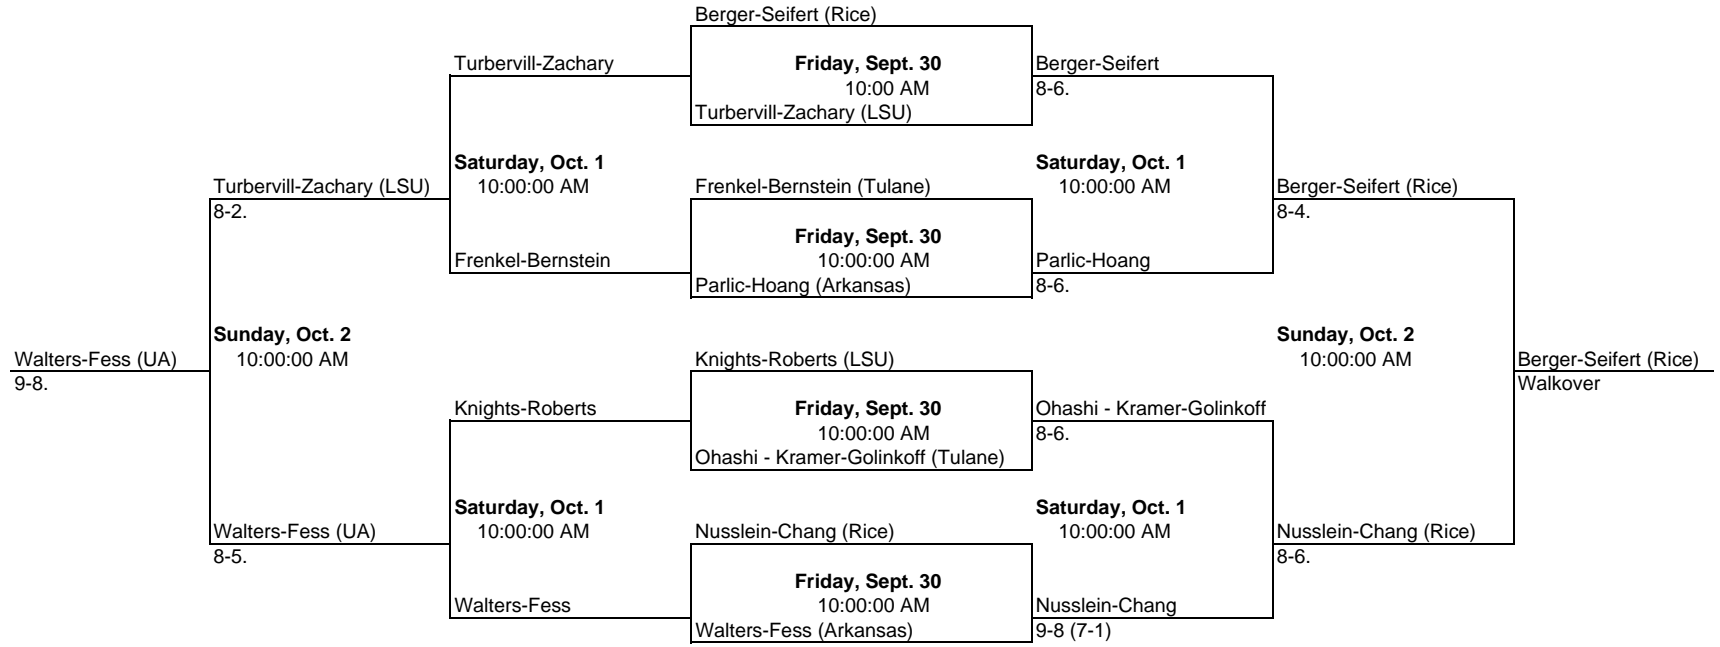 Berger-Seifert (Rice)
Turbervill-Zachary
Friday, Sept. 30
Berger-Seifert
10:00 AM
8-6.
Turbervill-Zachary (LSU)
Saturday, Oct. 1
Saturday, Oct. 1
Turbervill-Zachary (LSU)
10:00:00 AM
Frenkel-Bernstein (Tulane)
10:00:00 AM
Berger-Seifert (Rice)
8-2.
8-4.
Friday, Sept. 30
Frenkel-Bernstein
10:00:00 AM
Parlic-Hoang
Parlic-Hoang (Arkansas)
8-6.
Sunday, Oct. 2
Sunday, Oct. 2
Walters-Fess (UA)
10:00:00 AM
Knights-Roberts (LSU)
10:00:00 AM
Berger-Seifert (Rice)
9-8.
Walkover
Knights-Roberts
Friday, Sept. 30
Ohashi - Kramer-Golinkoff
10:00:00 AM
8-6.
Ohashi - Kramer-Golinkoff (Tulane)
Saturday, Oct. 1
Saturday, Oct. 1
Walters-Fess (UA)
10:00:00 AM
Nusslein-Chang (Rice)
10:00:00 AM
Nusslein-Chang (Rice)
8-5.
8-6.
Friday, Sept. 30
Walters-Fess
10:00:00 AM
Nusslein-Chang
Walters-Fess (Arkansas)
9-8 (7-1)